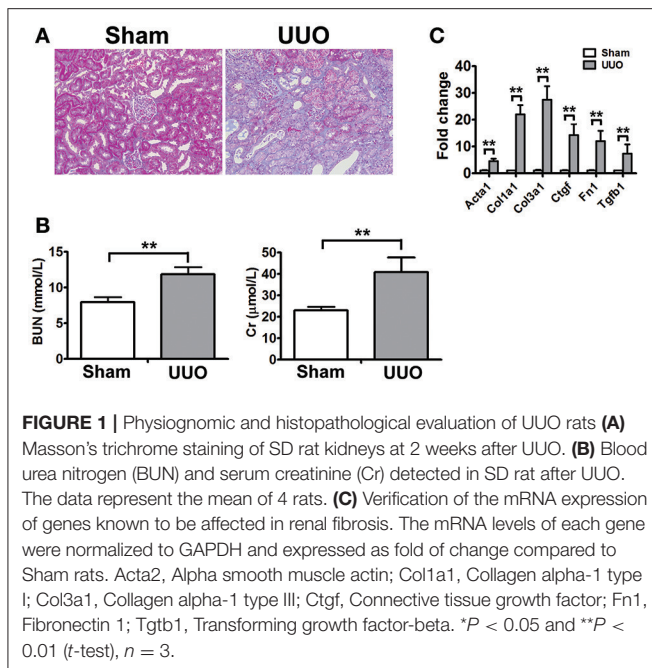 A
Sham
UUO
C
Sham
UUO
Fold change
40
30
20
10
0
**
**
**
**
**
**
Acta1
Col1a1
Col3a1
Ctgf
Fn1
Tgfb1
B
BUN (mmol/L)
15
10
5
0
**
Sham
UUO
Cr (μmol/L)
50
40
30
20
10
0
**
Sham
UUO
FIGURE 1 | Physiognomic and histopathological evaluation of UUO rats (A)
Masson's trichrome staining of SD rat kidneys at 2 weeks after UUO. (B) Blood
urea nitrogen (BUN) and serum creatinine (Cr) detected in SD rat after UUO.
The data represent the mean of 4 rats. (C) Verification of the mRNA expression
of genes known to be affected in renal fibrosis. The mRNA levels of each gene
were normalized to GAPDH and expressed as fold of change compared to
Sham rats. Acta2, Alpha smooth muscle actin; Col1a1, Collagen alpha-1 type
I; Col3a1, Collagen alpha-1 type III; Ctgf, Connective tissue growth factor; Fn1,
Fibronectin 1; Tgtb1, Transforming growth factor-beta. *P < 0.05 and **P <
0.01 (t-test), n = 3.